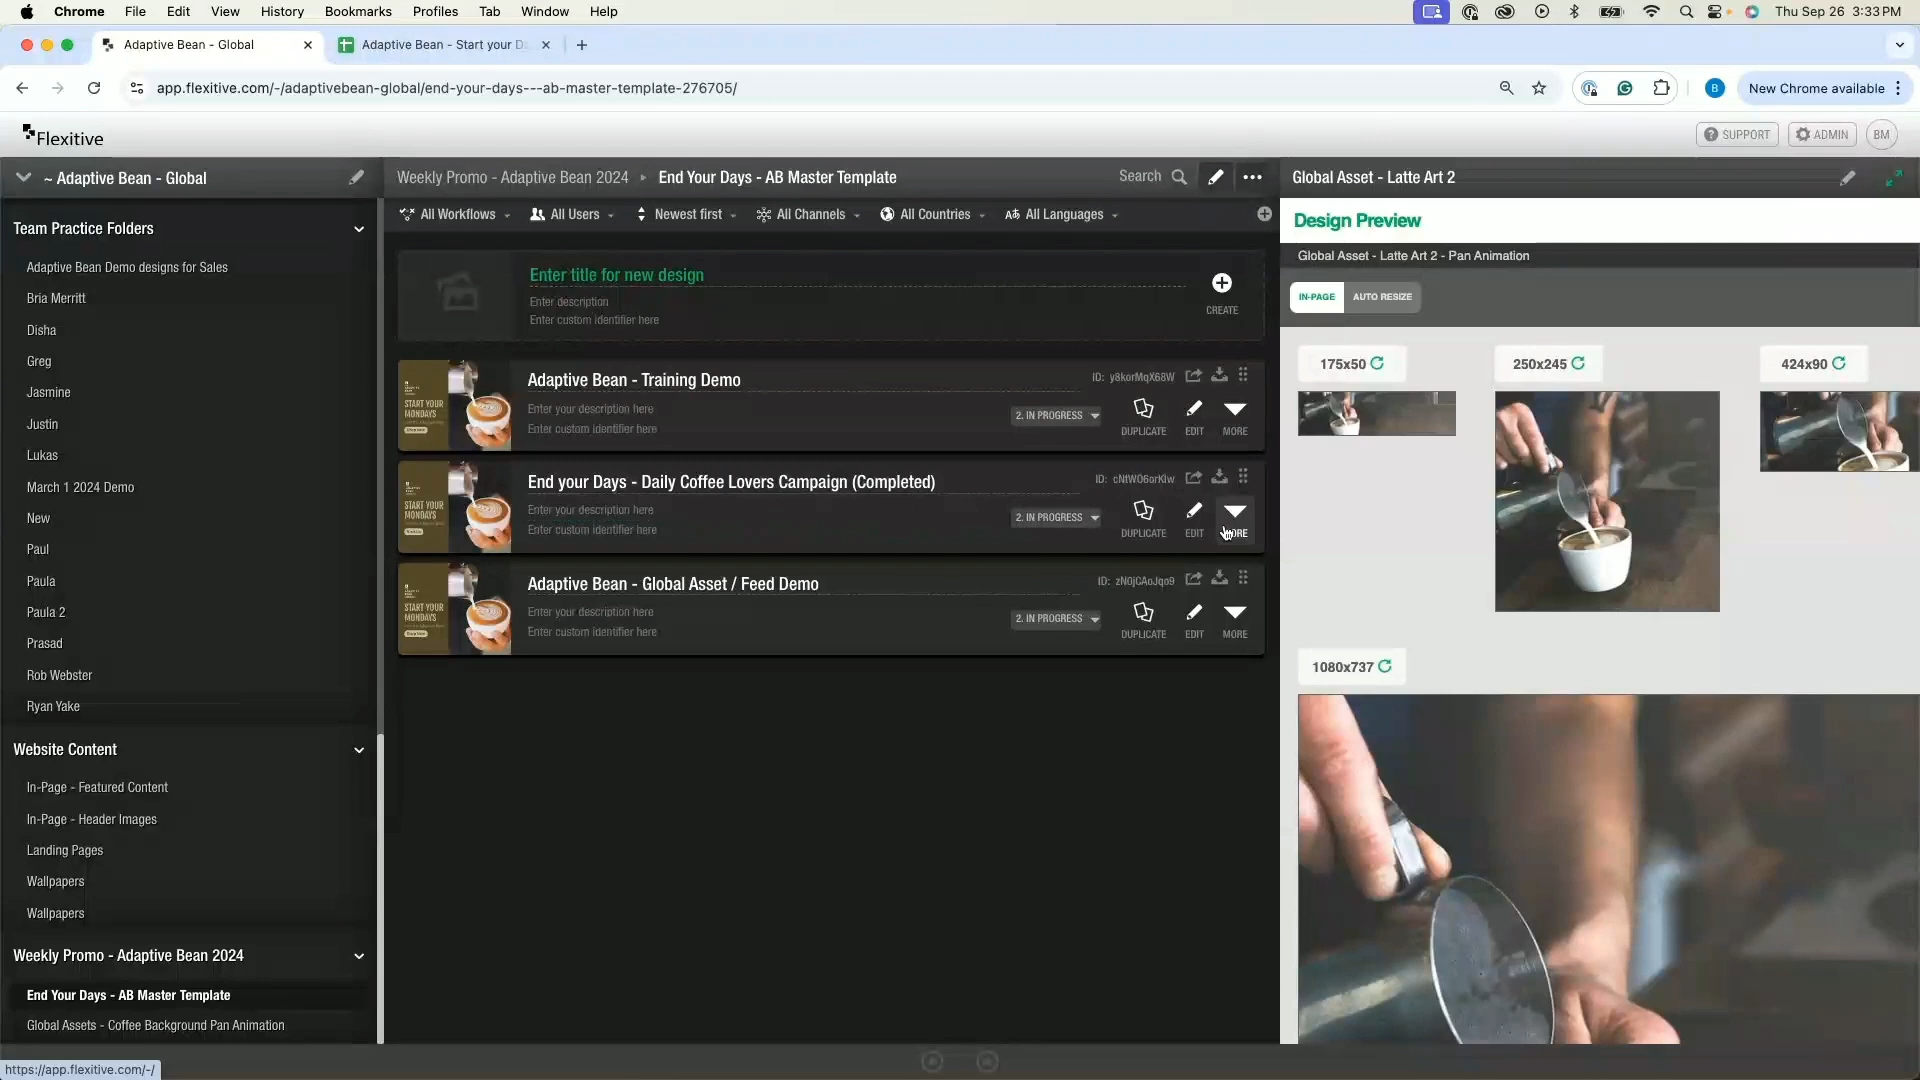 Chrome File Edit View History Bookmarks Profiles Tab Window Help Thu Sep 26 3:33 PM
Adaptive Bean - Global
Adaptive Bean - Start your D
app.flexitive.com/-/adaptivebean-global/end-your-days---ab-master-template-276705/
B
New Chrome available
Flexitive
SUPPORT
ADMIN
BM
~ Adaptive Bean - Global
Team Practice Folders
Adaptive Bean Demo designs for Sales
Bria Merritt
Disha
Greg
Jasmine
Justin
Lukas
March 1 2024 Demo
New
Paul
Paula
Paula 2
Prasad
Rob Webster
Ryan Yake
Website Content
In-Page - Featured Content
In-Page - Header Images
Landing Pages
Wallpapers
Wallpapers
Weekly Promo - Adaptive Bean 2024
End Your Days - AB Master Template
Global Assets - Coffee Background Pan Animation
https://app.flexitive.com/-/
Weekly Promo - Adaptive Bean 2024 End Your Days - AB Master Template
Search
All Workflows All Users Newest first All Channels All Countries All Languages
Enter title for new design
Enter description
Enter custom identifier here
CREATE
START YOUR
MONDAYS
Adaptive Bean - Training Demo
ID: y8korMqX68W
Enter your description here
Enter custom identifier here
2. IN PROGRESS
DUPLICATE EDIT MORE
START YOUR
MONDAYS
End your Days - Daily Coffee Lovers Campaign (Completed)
ID: cNtWO6orKlw
Enter your description here
Enter custom identifier here
2. IN PROGRESS
DUPLICATE EDIT MORE
START YOUR
MONDAYS
Adaptive Bean - Global Asset / Feed Demo
ID: zN0jCAoJqo9
Enter your description here
Enter custom identifier here
2. IN PROGRESS
DUPLICATE EDIT MORE
Global Asset - Latte Art 2
Design Preview
Global Asset - Latte Art 2 - Pan Animation
IN-PAGE AUTO RESIZE
175x50
250x245
424x90
1080x737